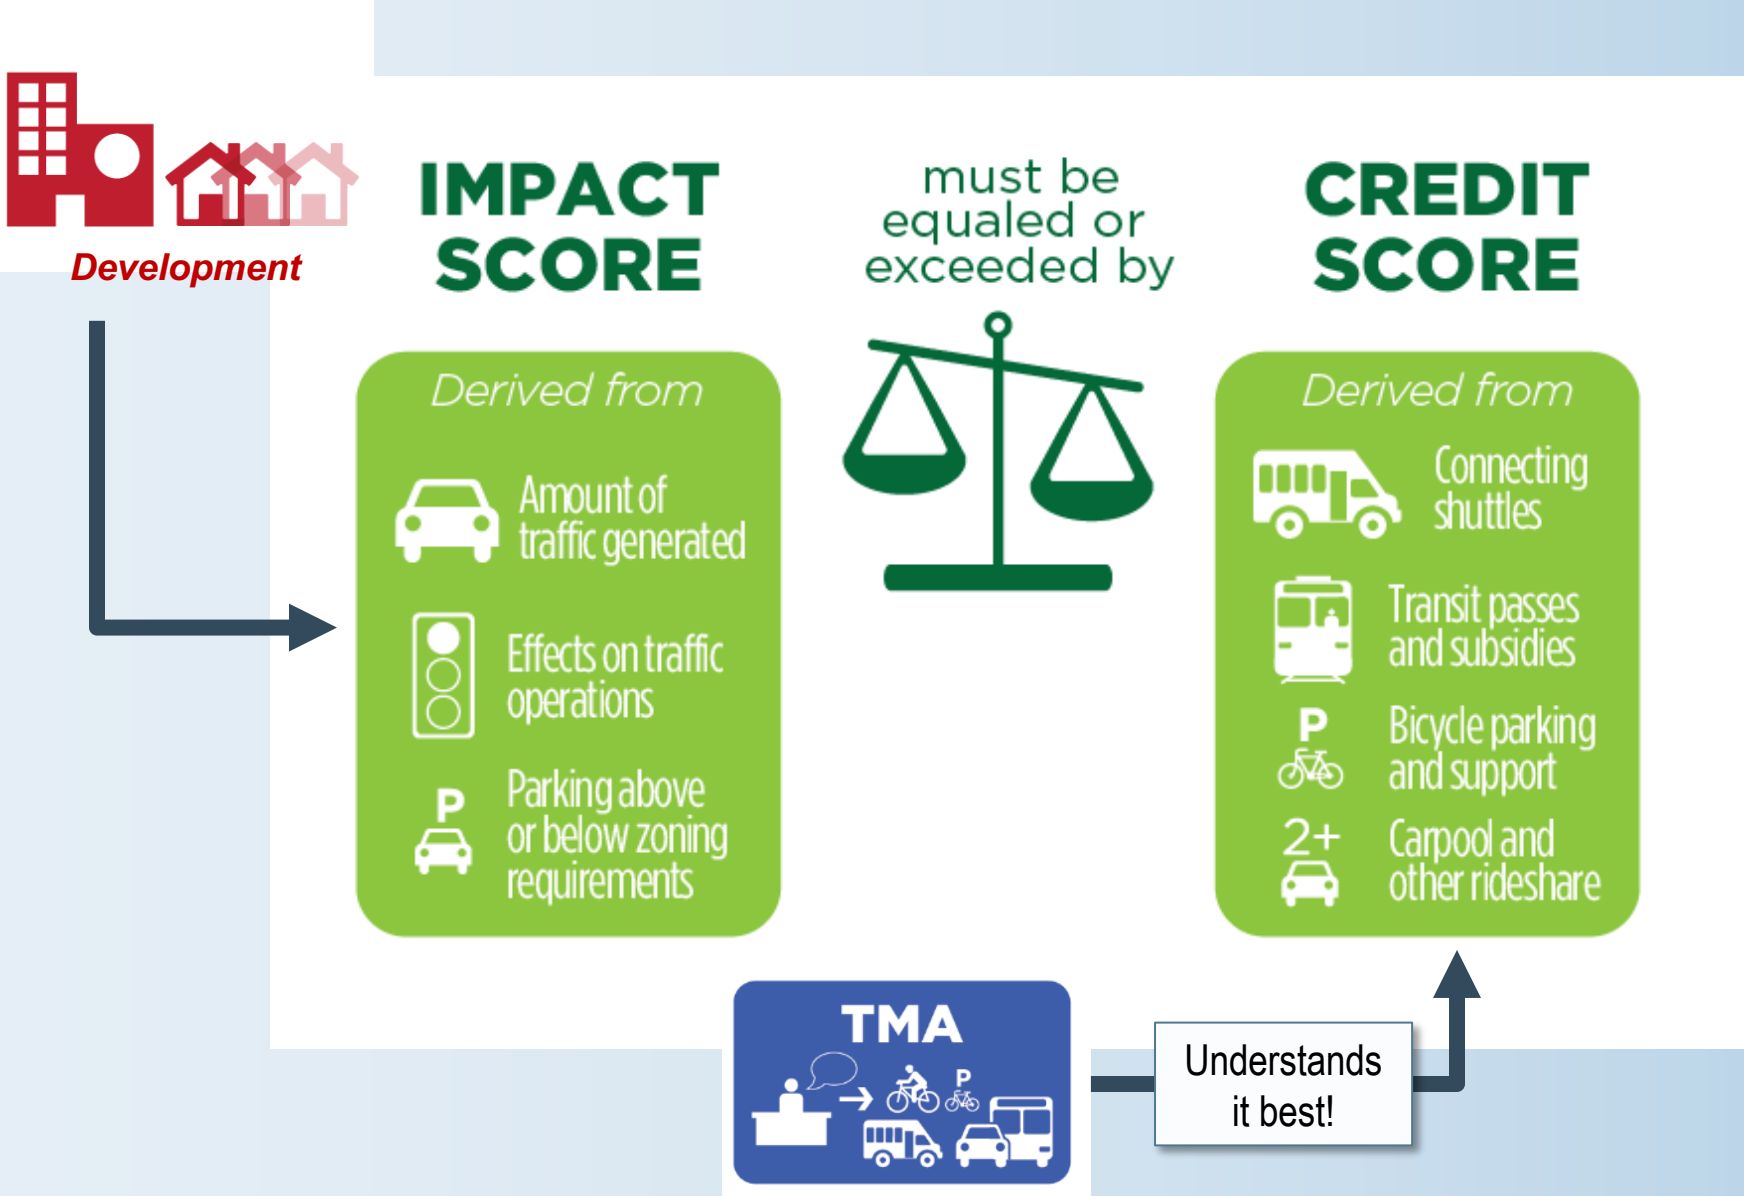 Development
IMPACT
SCORE
must be
equaled or
exceeded by
CREDIT
SCORE
Derived from
Amount of
traffic generated
Effects on traffic
operations
P
Parking above
or below zoning
requirements
Derived from
Connecting
shuttles
Transit passes
and subsidies
P
Bicycle parking
and support
2+
Carpool and
other rideshare
TMA
P
Understands
it best!